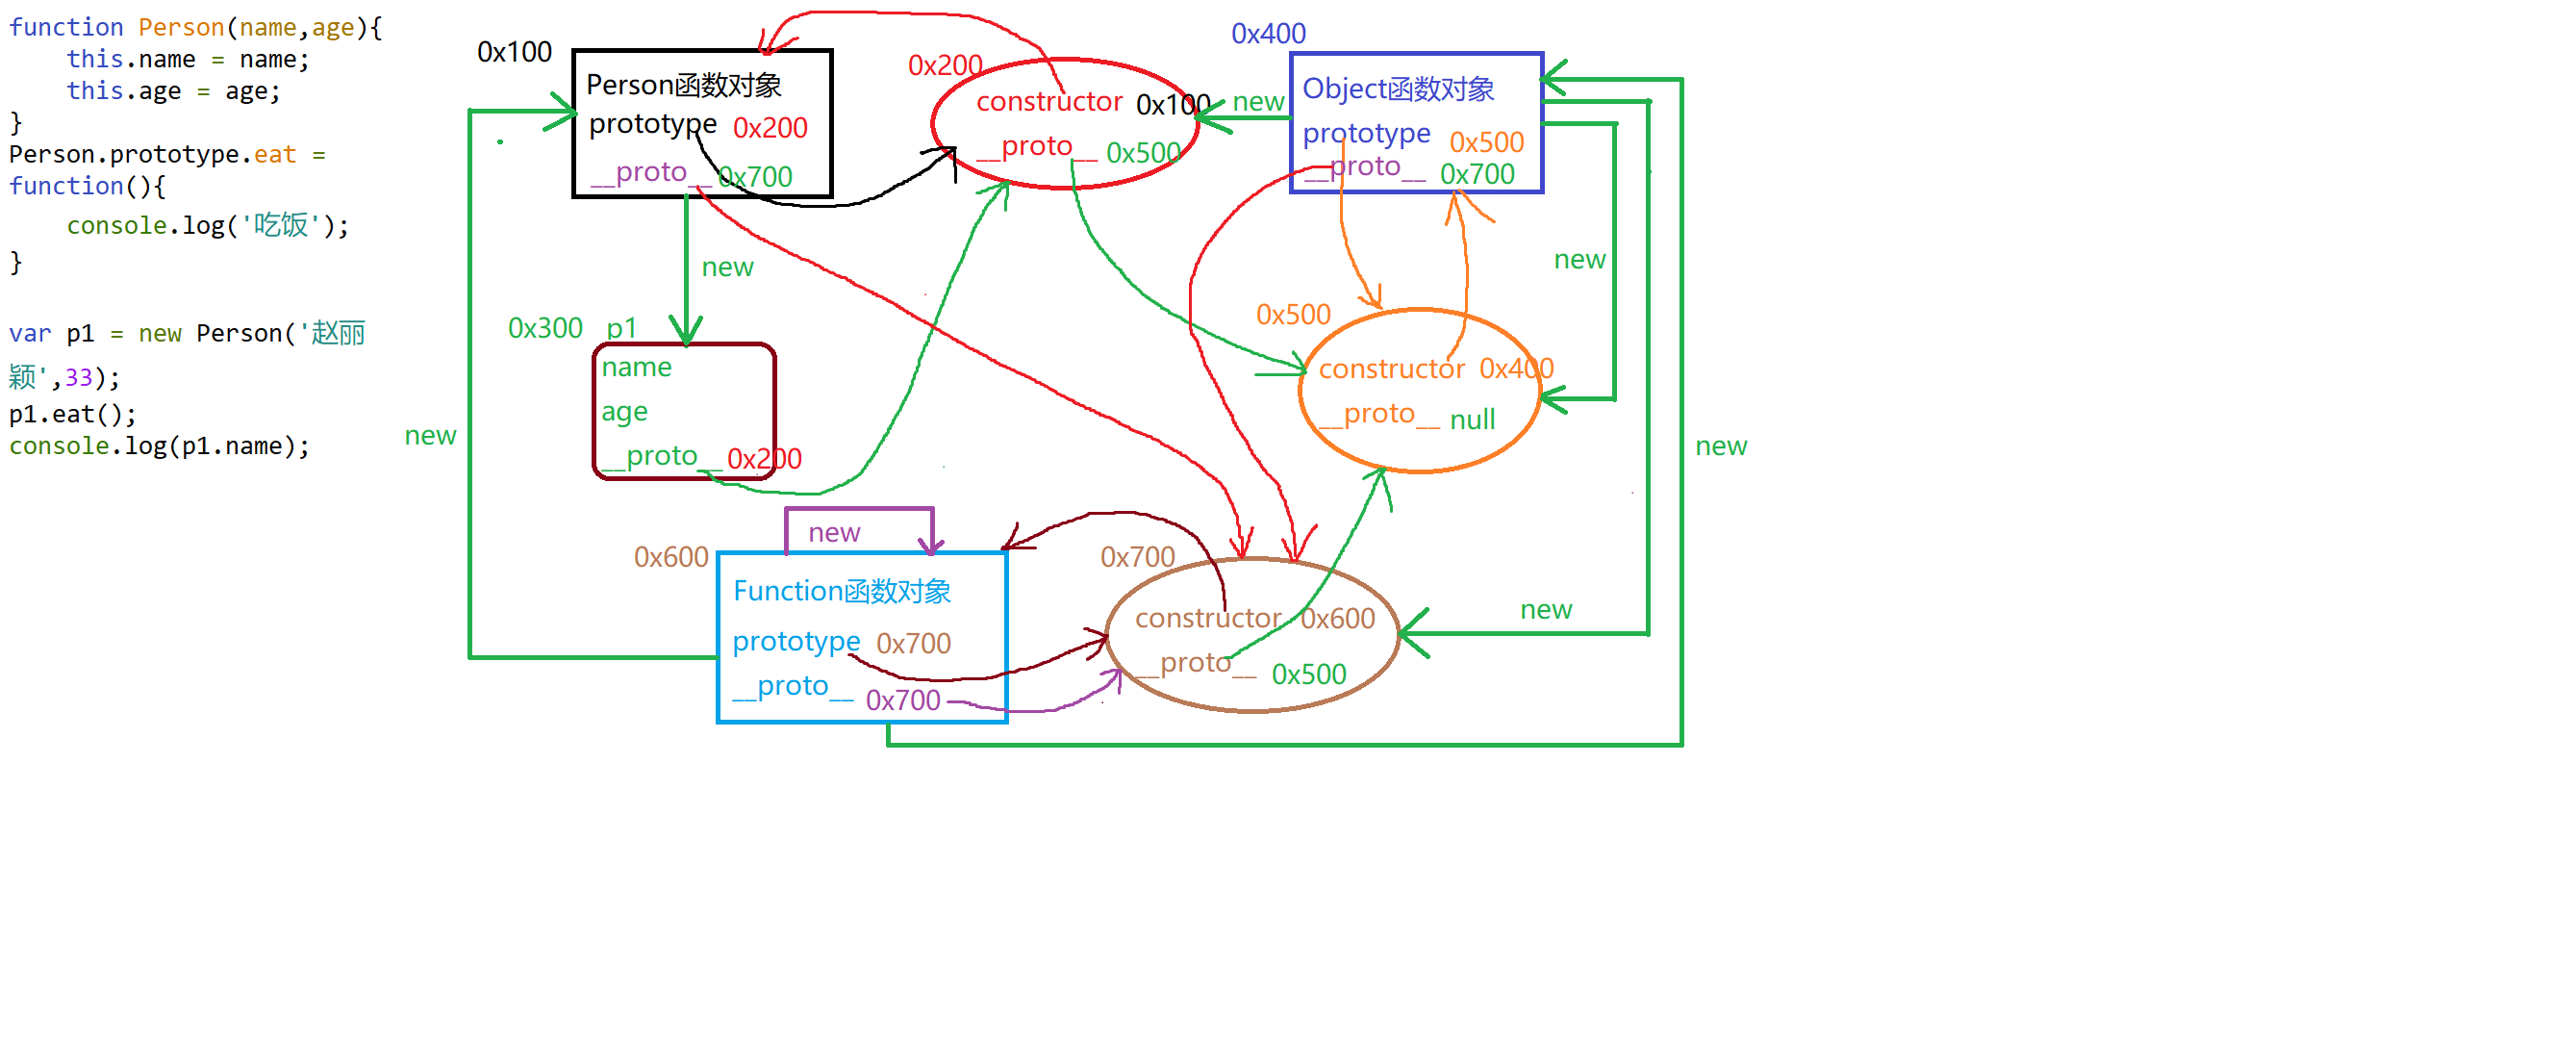 function Person(name,age){
    this.name = name;
    this.age = age;
}
Person.prototype.eat =
function(){
    console.log('吃饭');
}
var p1 = new Person('赵丽
颖',33);
p1.eat();
console.log(p1.name);
0x100
Person函数对象
prototype 0x200
__proto__ 0x700
new
0x200
constructor 0x100
__proto__ 0x500
new
0x400
Object函数对象
prototype 0x500
__proto__ 0x700
new
0x300 p1
name
age
__proto__ 0x200
0x500
constructor 0x400
__proto__ null
new
new
new
0x600
Function函数对象
prototype 0x700
__proto__ 0x700
0x700
constructor 0x600
__proto__ 0x500
new